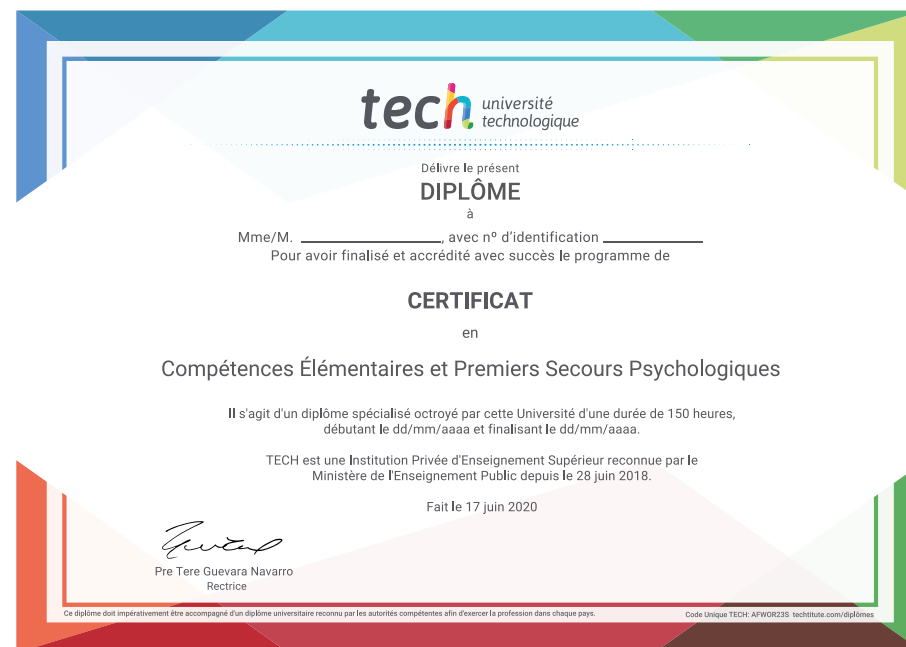 tech université
technologique
Délivre le présent
DIPLÔME
à
Mme/M. ____________________, avec nº d'identification ______________
Pour avoir finalisé et accrédité avec succès le programme de
CERTIFICAT
en
Compétences Élémentaires et Premiers Secours Psychologiques
Il s'agit d'un diplôme spécialisé octroyé par cette Université d'une durée de 150 heures,
débutant le dd/mm/aaaa et finalisant le dd/mm/aaaa.
TECH est une Institution Privée d'Enseignement Supérieur reconnue par le
Ministère de l'Enseignement Public depuis le 28 juin 2018.
Fait le 17 juin 2020
Pre Tere Guevara Navarro
Rectrice
Ce diplôme doit impérativement être accompagné d'un diplôme universitaire reconnu par les autorités compétentes afin d'exercer la profession dans chaque pays.
Code Unique TECH: AFWOR23S techtitute.com/diplômes